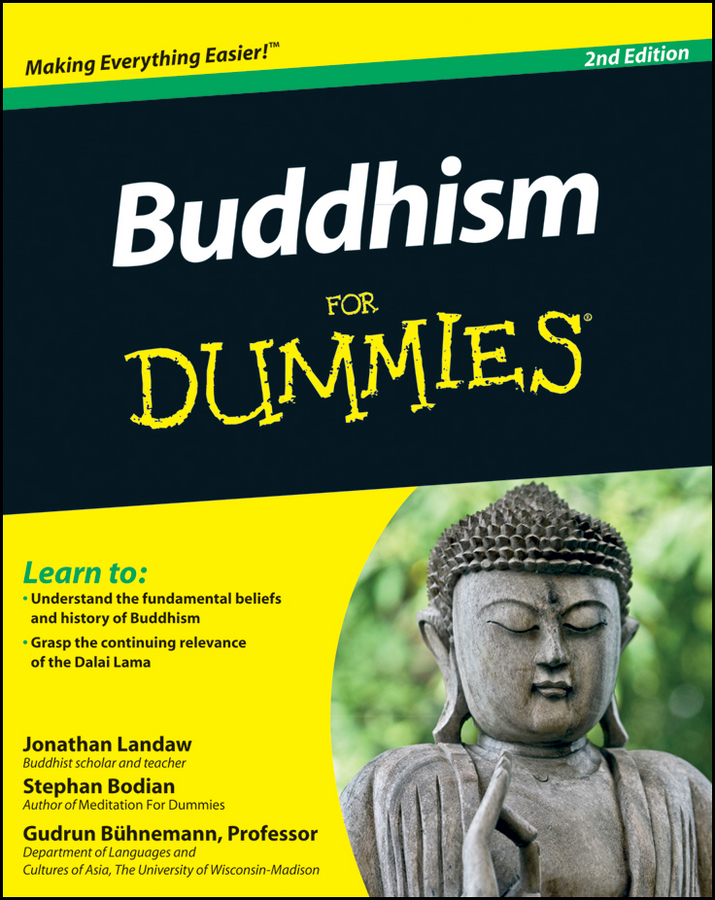 Making Everything Easier!™
2nd Edition
Buddhism
FOR
DUMMIES®
Learn to:
• Understand the fundamental beliefs
and history of Buddhism
• Grasp the continuing relevance
of the Dalai Lama
Jonathan Landaw
Buddhist scholar and teacher
Stephan Bodian
Author of Meditation For Dummies
Gudrun Bühnemann, Professor
Department of Languages and
Cultures of Asia, The University of Wisconsin-Madison